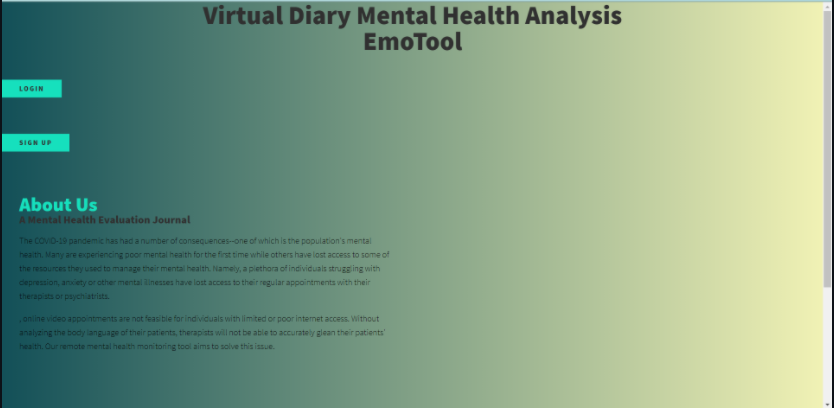 Virtual Diary Mental Health Analysis
EmoTool
LOGIN
SIGN UP
About Us
A Mental Health Evaluation Journal
The COVID-19 pandemic has had a number of consequences--one of which is the population's mental
health. Many are experiencing poor mental health for the first time while others have lost access to some of
the resources they used to manage their mental health. Namely, a plethora of individuals struggling with
depression, anxiety or other mental illnesses have lost access to their regular appointments with their
therapists or psychiatrists.
, online video appointments are not feasible for individuals with limited or poor internet access. Without
analyzing the body language of their patients, therapists will not be able to accurately glean their patients'
health. Our remote mental health monitoring tool aims to solve this issue.